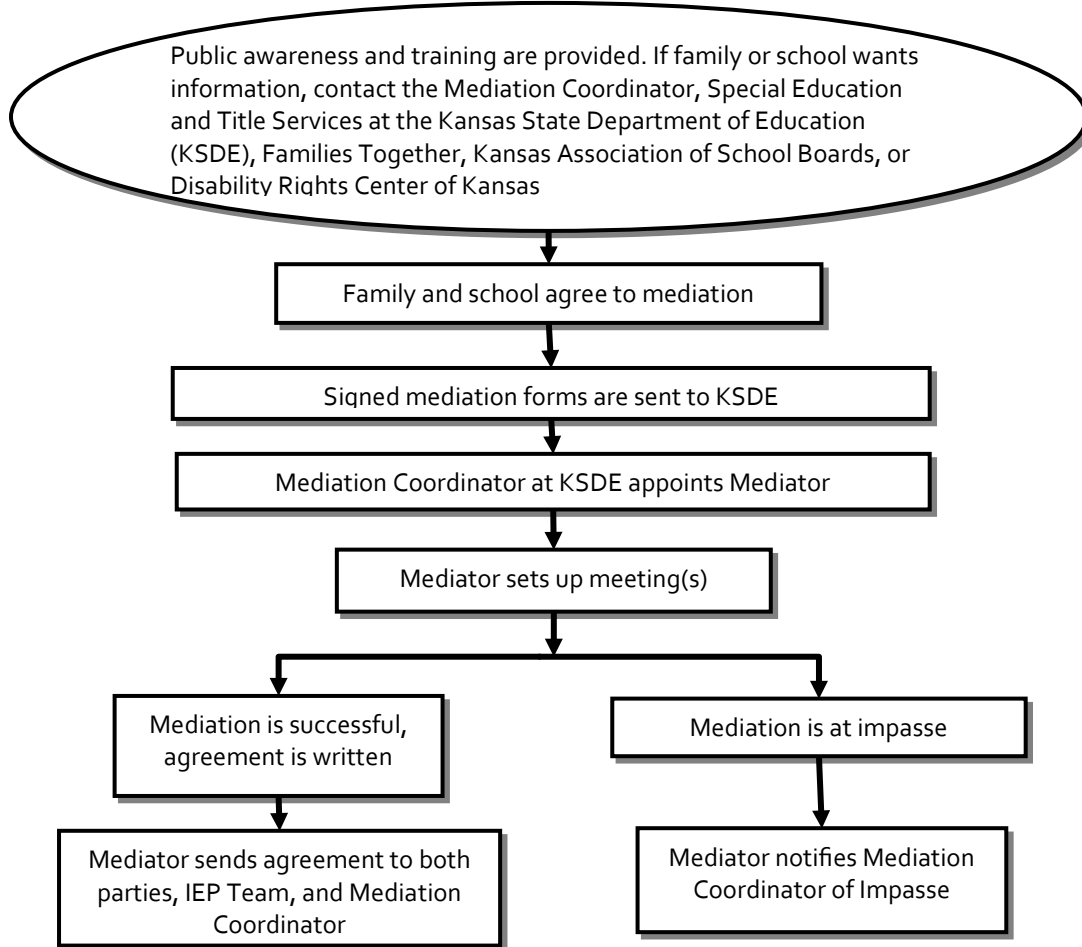 Public awareness and training are provided. If family or school wants
information, contact the Mediation Coordinator, Special Education
and Title Services at the Kansas State Department of Education
(KSDE), Families Together, Kansas Association of School Boards, or
Disability Rights Center of Kansas
Family and school agree to mediation
Signed mediation forms are sent to KSDE
Mediation Coordinator at KSDE appoints Mediator
Mediator sets up meeting(s)
Mediation is successful,
agreement is written
Mediation is at impasse
Mediator sends agreement to both
parties, IEP Team, and Mediation
Coordinator
Mediator notifies Mediation
Coordinator of Impasse